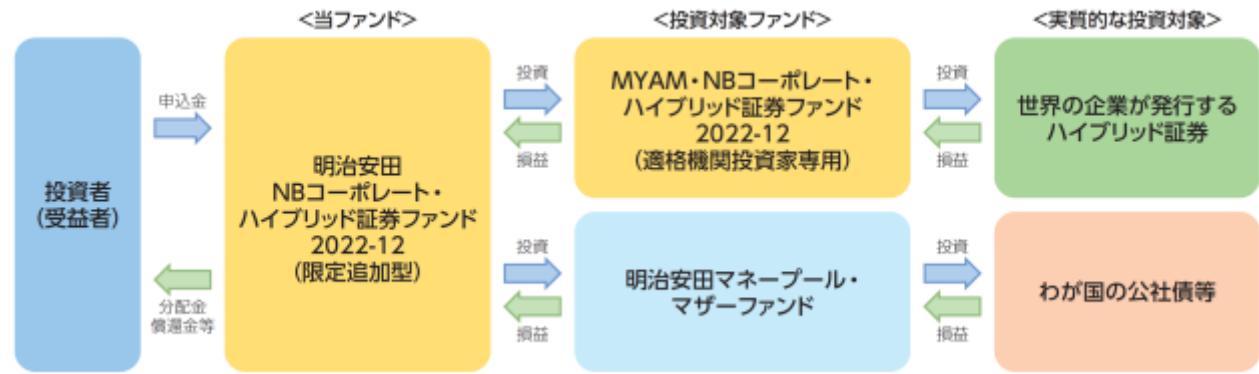 <当ファンド>
<投資対象ファンド>
<実質的な投資対象>
投資者
（受益者）
申込金
分配金
償還金等
明治安田
NBコーポレート・
ハイブリッド証券ファンド
2022-12
（限定追加型）
投資
損益
MYAM・NBコーポレート・
ハイブリッド証券ファンド
2022-12
（適格機関投資家専用）
投資
損益
世界の企業が発行する
ハイブリッド証券
投資
損益
明治安田マネープール・
マザーファンド
投資
損益
わが国の公社債等